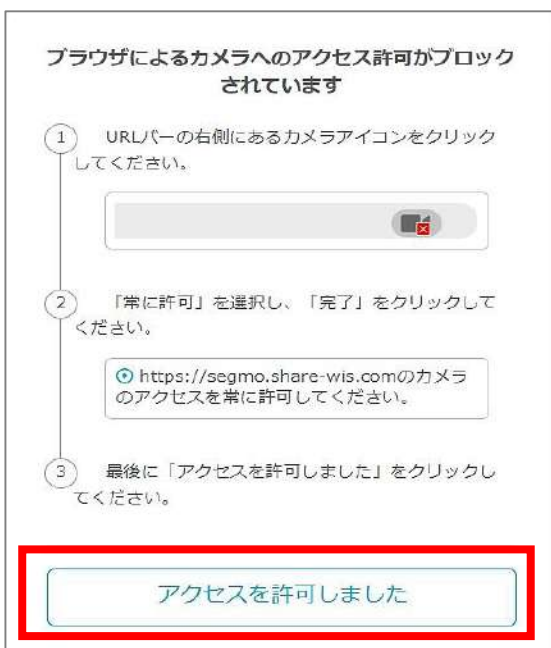 ブラウザによるカメラへのアクセス許可がブロック
されています
1 URLバーの右側にあるカメラアイコンをクリック
してください。
2 「常に許可」を選択し、「完了」をクリックして
ください。
https://segmo.share-wis.comのカメラ
のアクセスを常に許可してください。
3 最後に「アクセスを許可しました」をクリックし
てください。
アクセスを許可しました